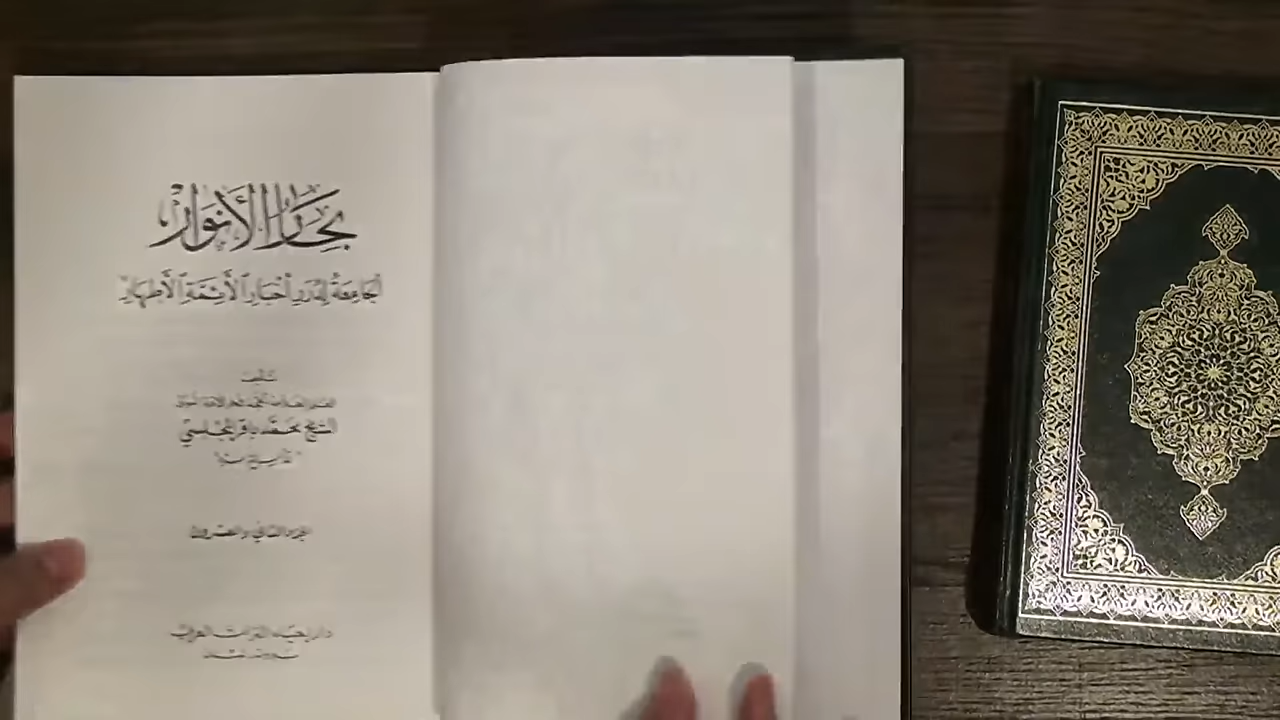 بحار الأنوار
الجامعة لدرر أخبار الأئمة الأطهار
تأليف
الشيخ محمد باقر المجلسي
الجزء الثاني والعشرون
دار إحياء التراث العربي